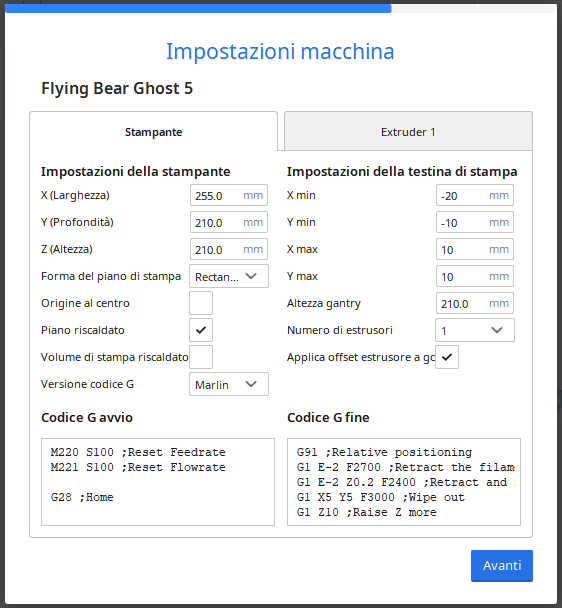 Impostazioni macchina
Flying Bear Ghost 5
Stampante
Extruder 1
Impostazioni della stampante
X (Larghezza) 255.0 mm
Y (Profondità) 210.0 mm
Z (Altezza) 210.0 mm
Forma del piano di stampa Rectan...
Origine al centro
Piano riscaldato
Volume di stampa riscaldato
Versione codice G Marlin
Impostazioni della testina di stampa
X min -20 mm
Y min -10 mm
X max 10 mm
Y max 10 mm
Altezza gantry 210.0 mm
Numero di estrusori 1
Applica offset estrusore a gc
Codice G avvio
M220 S100 ;Reset Feedrate
M221 S100 ;Reset Flowrate
G28 ;Home
Codice G fine
G91 ;Relative positioning
G1 E-2 F2700 ;Retract the filam
G1 E-2 Z0.2 F2400 ;Retract and
G1 X5 Y5 F3000 ;Wipe out
G1 Z10 ;Raise Z more
Avanti